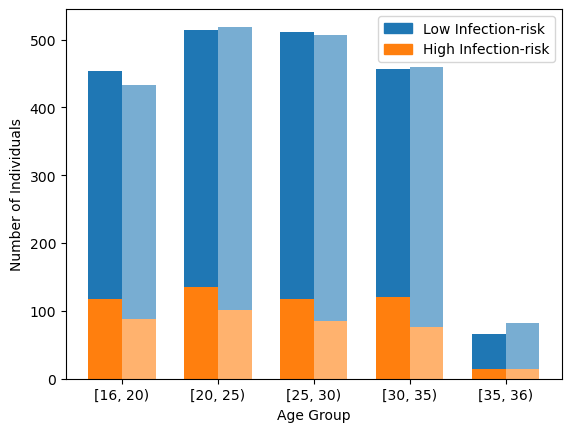 Low Infection-risk
High Infection-risk
Number of Individuals
500
400
300
200
100
0
[16, 20)
[20, 25)
[25, 30)
[30, 35)
[35, 36)
Age Group